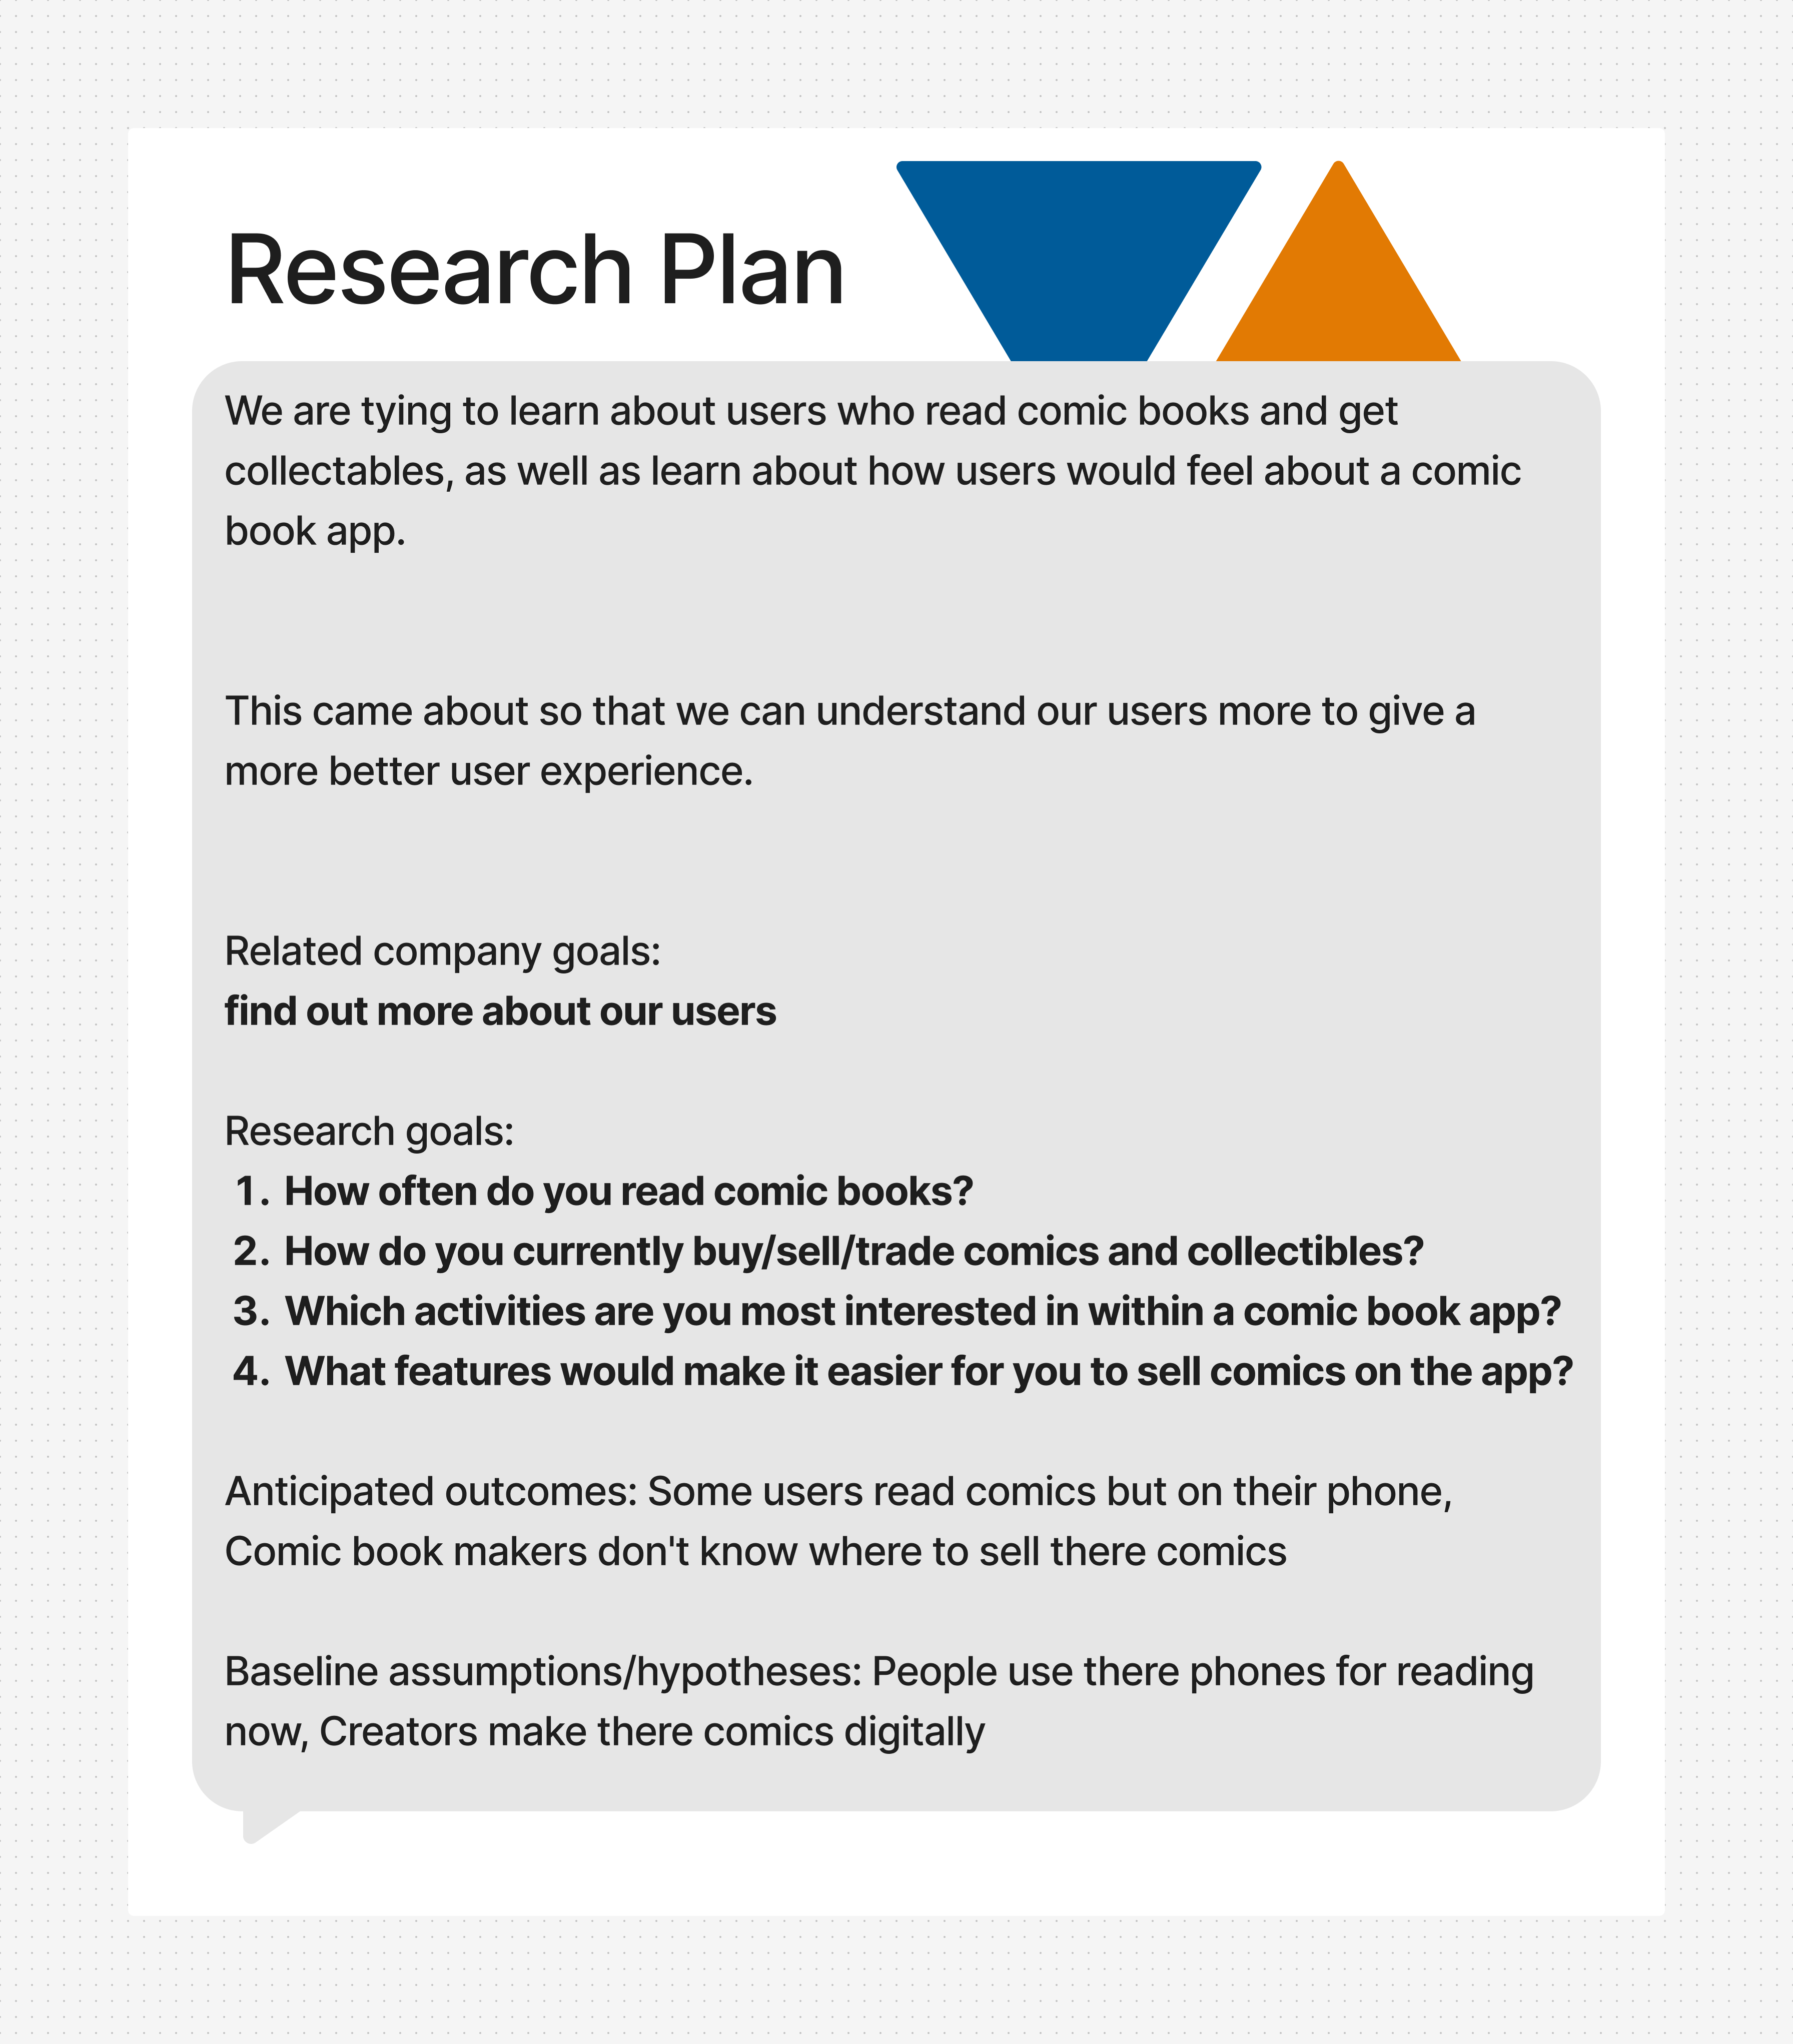 Research Plan
We are tying to learn about users who read comic books and get
collectables, as well as learn about how users would feel about a comic
book app.
This came about so that we can understand our users more to give a
more better user experience.
Related company goals:
find out more about our users
Research goals:
1. How often do you read comic books?
2. How do you currently buy/sell/trade comics and collectibles?
3. Which activities are you most interested in within a comic book app?
4. What features would make it easier for you to sell comics on the app?
Anticipated outcomes: Some users read comics but on their phone,
Comic book makers don't know where to sell there comics
Baseline assumptions/hypotheses: People use there phones for reading
now, Creators make there comics digitally